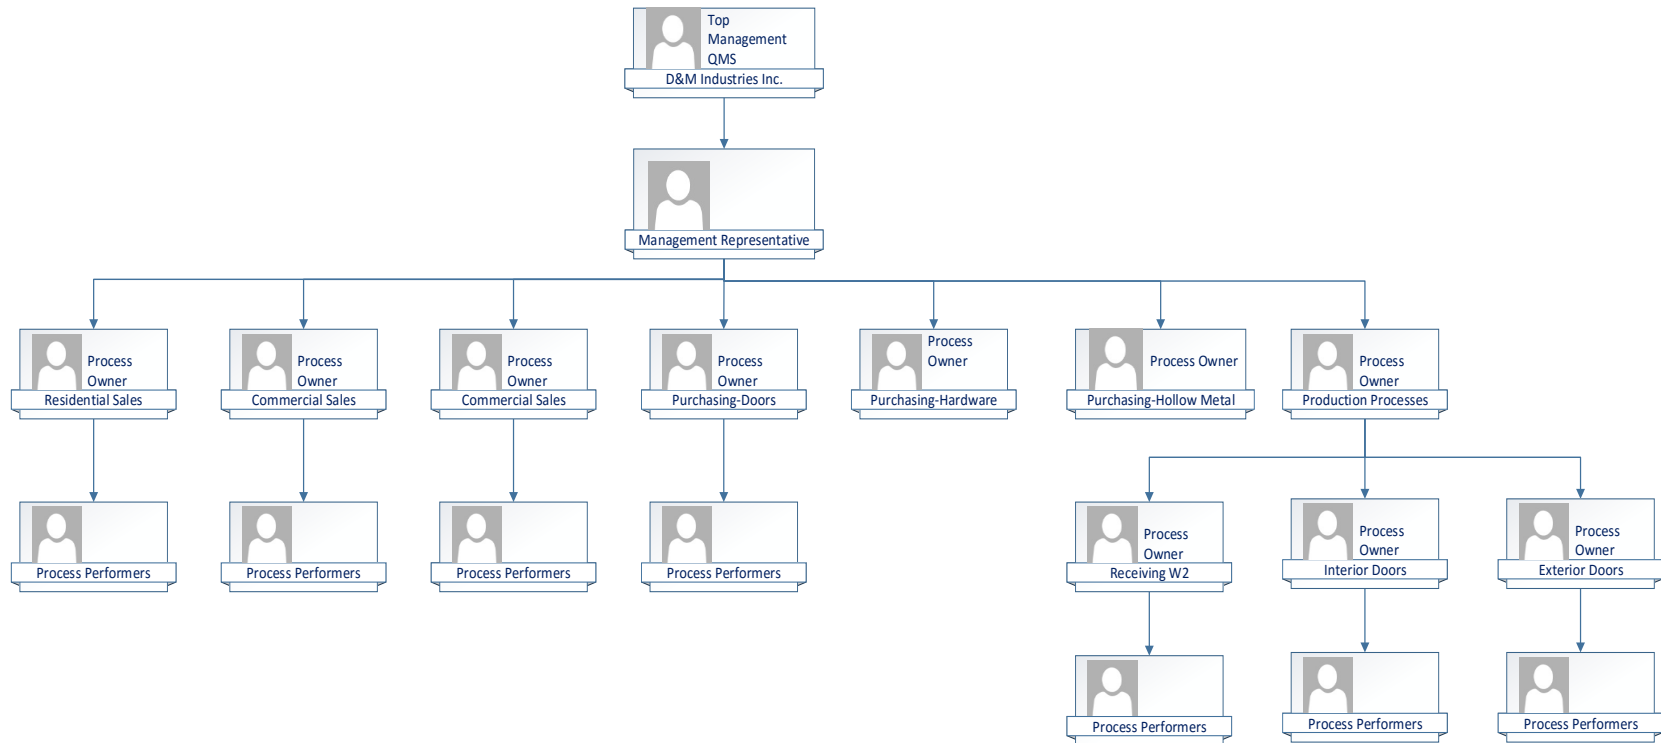 Top
Management
QMS
D&M Industries Inc.
Management Representative
Process
Owner
Residential Sales
Process
Owner
Commercial Sales
Process
Owner
Commercial Sales
Process
Owner
Purchasing-Doors
Process
Owner
Purchasing-Hardware
Process Owner
Purchasing-Hollow Metal
Process
Owner
Production Processes
Process Performers
Process Performers
Process Performers
Process Performers
Process
Owner
Receiving W2
Process
Owner
Interior Doors
Process
Owner
Exterior Doors
Process Performers
Process Performers
Process Performers